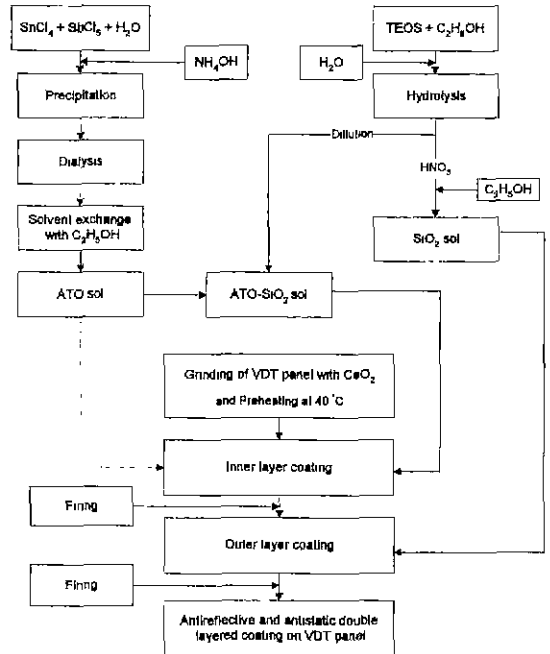 SnCl4 + SbCl5 + H2O
TEOS + C2H5OH
NH4OH
H2O
Precipitation
Hydrolysis
Dilution
Dialysis
HNO3
C2H5OH
Solvent exchange
with C2H5OH
SiO2 sol
ATO sol
ATO-SiO2 sol
Grinding of VDT panel with CeO2
and Preheating at 40 °C
Inner layer coating
Firing
Outer layer coating
Firing
Antireflective and antistatic double
layered coating on VDT panel